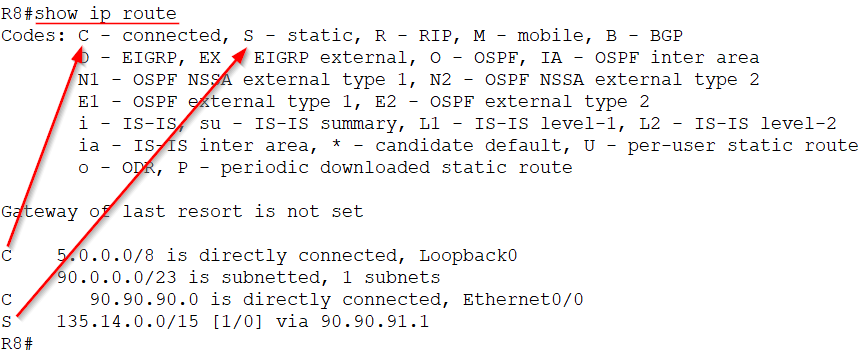 R8#show ip route
Codes: C - connected, S - static, R - RIP, M - mobile, B - BGP
D - EIGRP, EX - EIGRP external, O - OSPF, IA - OSPF inter area
N1 - OSPF NSSA external type 1, N2 - OSPF NSSA external type 2
E1 - OSPF external type 1, E2 - OSPF external type 2
i - IS-IS, su - IS-IS summary, L1 - IS-IS level-1, L2 - IS-IS level-2
ia - IS-IS inter area, * - candidate default, U - per-user static route
o - ODR, P - periodic downloaded static route
Gateway of last resort is not set
C 5.0.0.0/8 is directly connected, Loopback0
90.0.0.0/23 is subnetted, 1 subnets
C 90.90.90.0 is directly connected, Ethernet0/0
S 135.14.0.0/15 [1/0] via 90.90.91.1
R8#